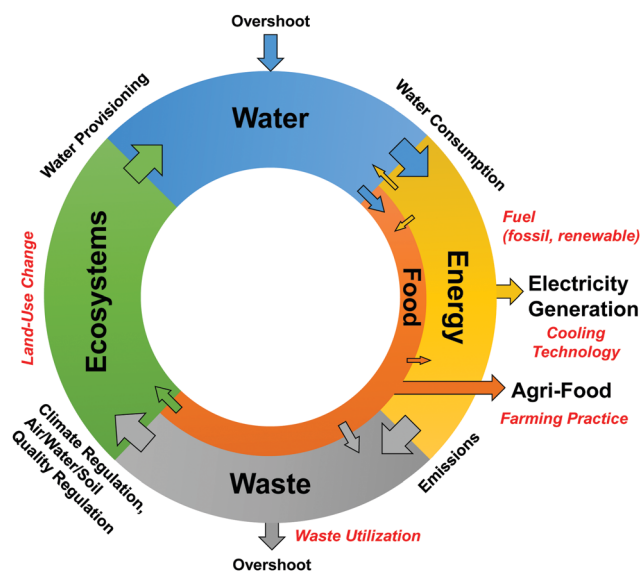 Overshoot
Water
Water Provisioning
Water Consumption
Fuel
(fossil, renewable)
Land-Use Change
Ecosystems
Food
Energy
Electricity
Generation
Cooling
Technology
Agri-Food
Farming Practice
Climate Regulation,
Air/Water/Soil
Quality Regulation
Emissions
Waste
Waste Utilization
Overshoot